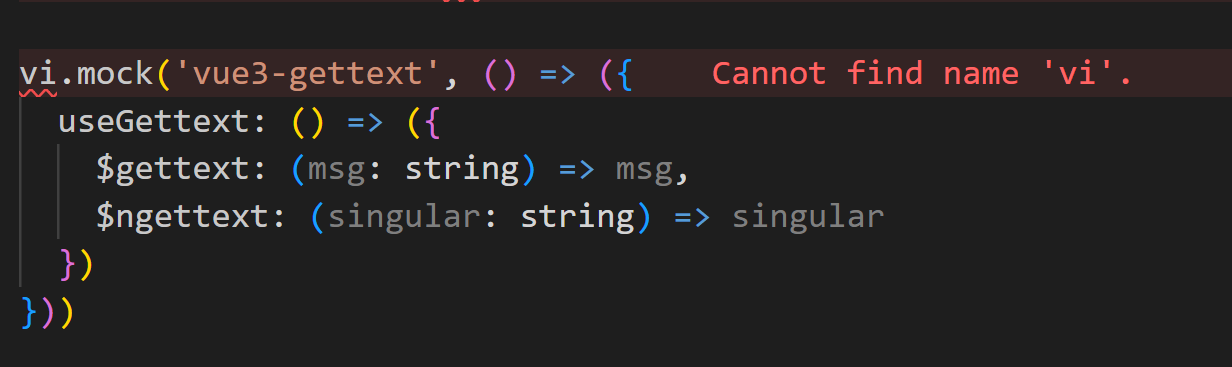 vi.mock('vue3-gettext', () => ({    Cannot find name 'vi'.
  useGettext: () => ({
    $gettext: (msg: string) => msg,
    $ngettext: (singular: string) => singular
  })
}))